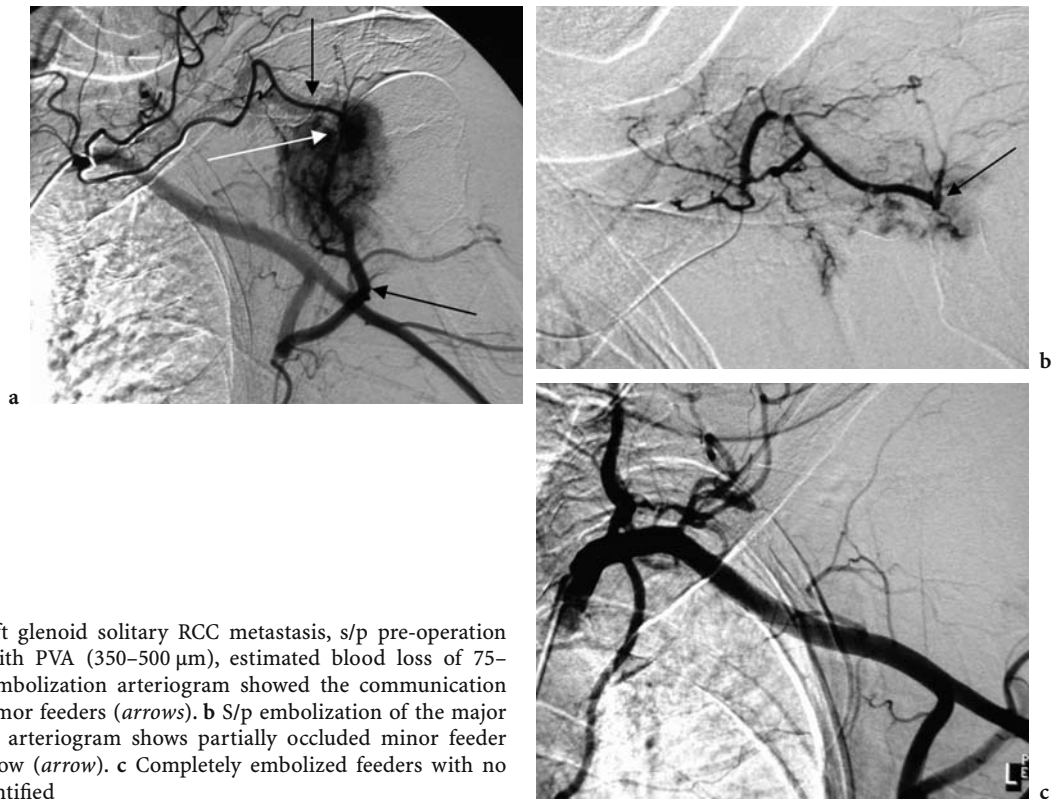 a
b
ft glenoid solitary RCC metastasis, s/p pre-operation
ith PVA (350–500 µm), estimated blood loss of 75–
mbolization arteriogram showed the communication
mor feeders (arrows). b S/p embolization of the major
arteriogram shows partially occluded minor feeder
ow (arrow). c Completely embolized feeders with no
ntified
L
P
E
c